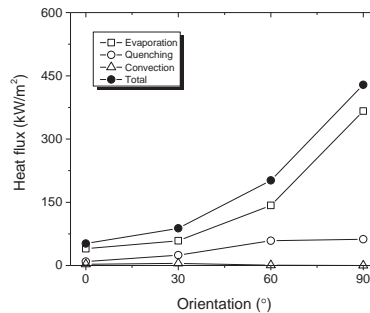 600
450
300
150
0
Heat flux (kW/m²)
Evaporation
Quenching
Convection
Total
0 30 60 90
Orientation (°)